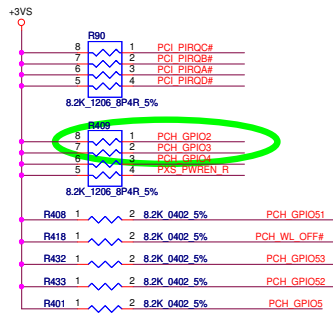 +3VS
R90
8 1 PCI_PIRQC#
7 2 PCI_PIRQB#
6 3 PCI_PIRQA#
5 4 PCI_PIRQD#
8.2K_1206_8P4R_5%
R409
8 1 PCH_GPIO2
7 2 PCH_GPIO3
6 3 PCH_GPIO4
5 4 PXS_PWREN_R
8.2K_1206_8P4R_5%
R408 1 2 8.2K_0402_5% PCH_GPIO51
R418 1 2 8.2K_0402_5% PCH_WL_OFF#
R432 1 2 8.2K_0402_5% PCH_GPIO53
R433 1 2 8.2K_0402_5% PCH_GPIO52
R401 1 2 8.2K_0402_5% PCH_GPIO5